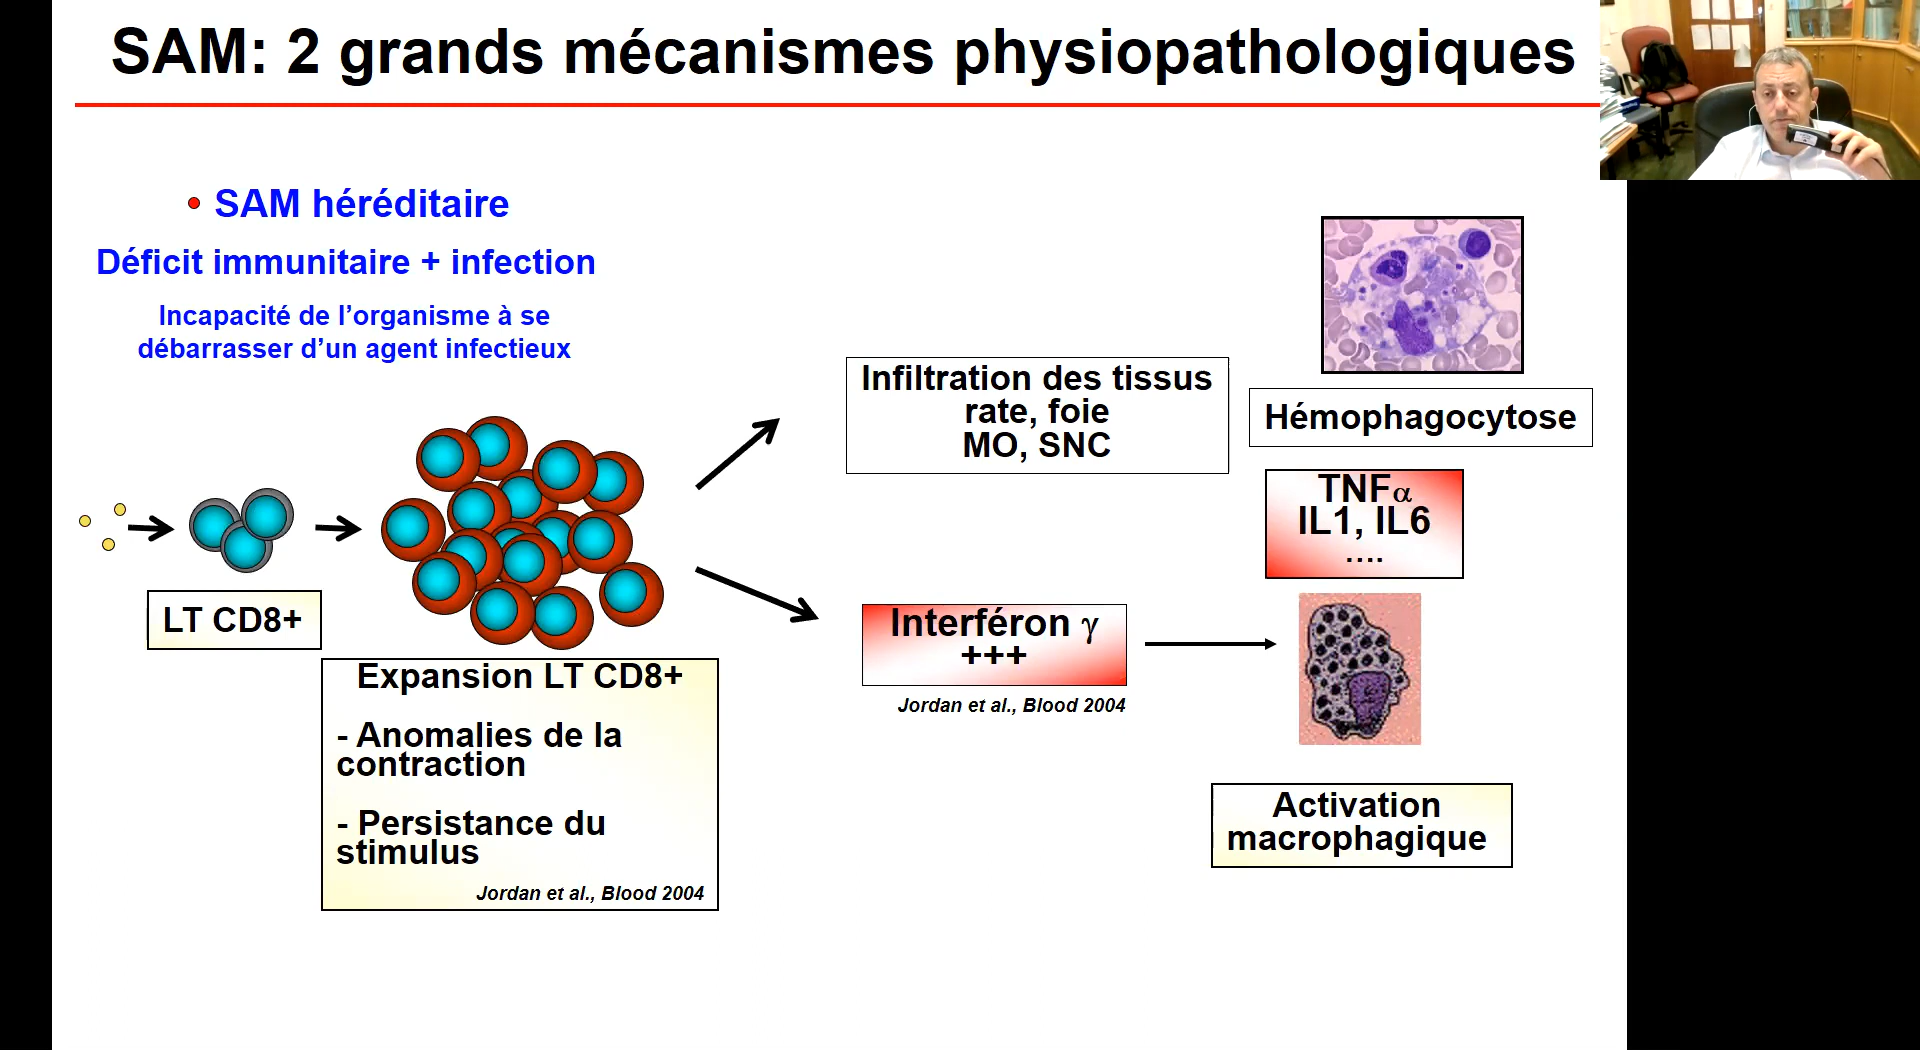 SAM: 2 grands mécanismes physiopathologiques
• SAM héréditaire
Déficit immunitaire + infection
Incapacité de l’organisme à se
débarrasser d’un agent infectieux
LT CD8+
Expansion LT CD8+
- Anomalies de la
contraction
- Persistance du
stimulus
Jordan et al., Blood 2004
Infiltration des tissus
rate, foie
MO, SNC
Interféron γ
+++
Jordan et al., Blood 2004
Hémophagocytose
TNFα
IL1, IL6
....
Activation
macrophagique